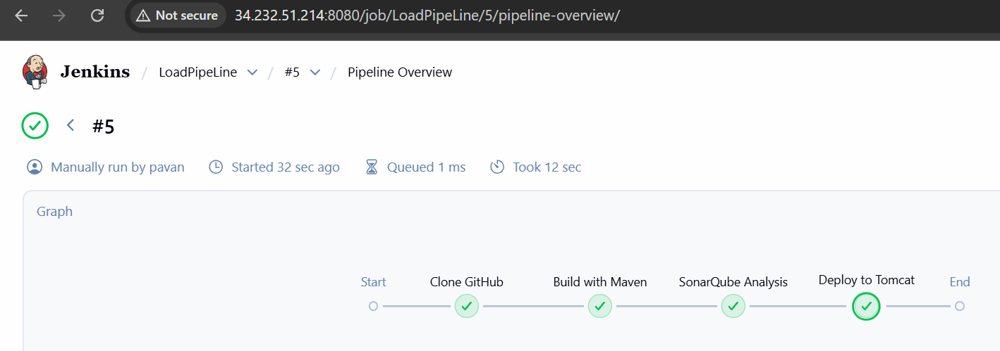 Not secure 34.232.51.214:8080/job/LoadPipeLine/5/pipeline-overview/
Jenkins / LoadPipeLine / #5 / Pipeline Overview
#5
Manually run by pavan Started 32 sec ago Queued 1 ms Took 12 sec
Graph
Start Clone GitHub Build with Maven SonarQube Analysis Deploy to Tomcat End